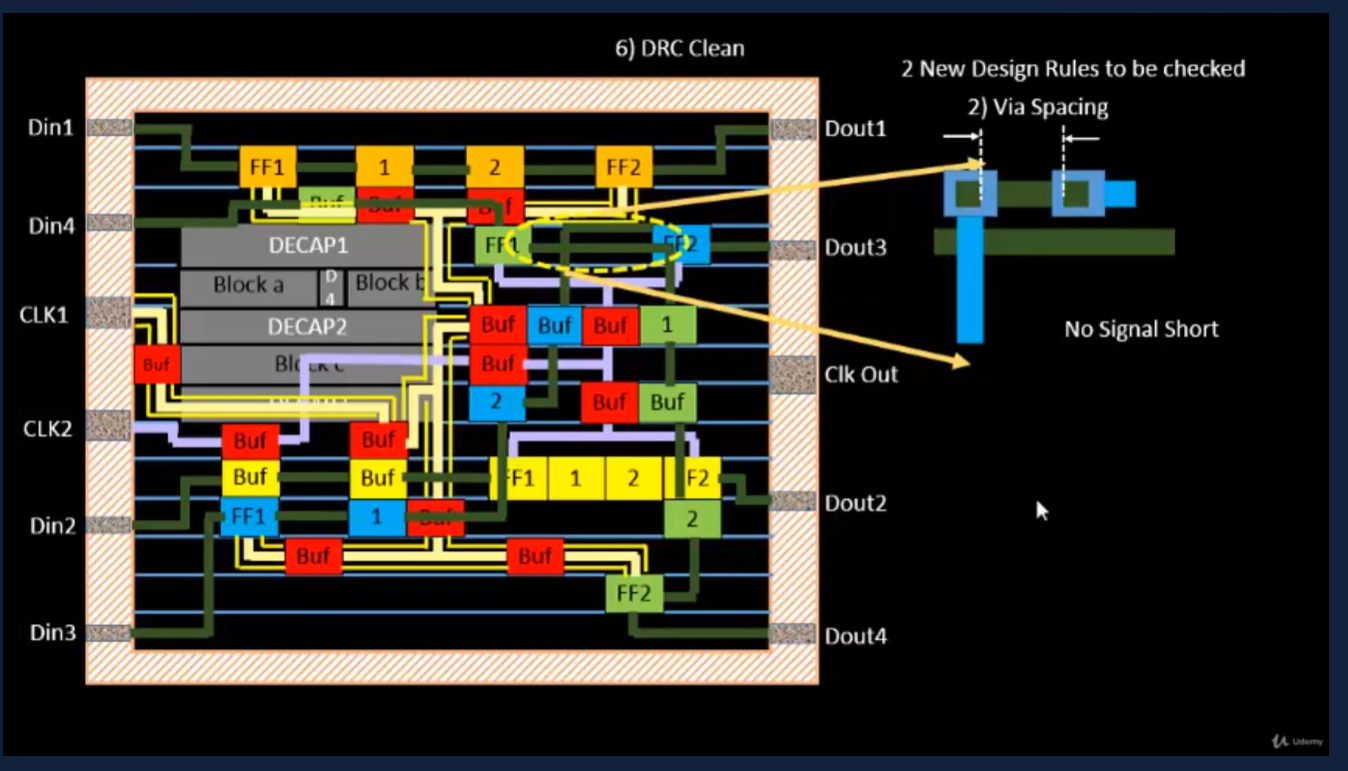 6) DRC Clean
2 New Design Rules to be checked
2) Via Spacing
Din1
Dout1
FF1 1 2 FF2
Buf Buf Buf
Din4
DECAP1
FF1 FF2
Dout3
Block a D4 Block b
CLK1
DECAP2
Buf Buf Buf 1
No Signal Short
Buf
Block c
Buf
Clk Out
2 Buf Buf
CLK2
Buf Buf
Buf Buf FF1 1 2 F2
Dout2
Din2
FF1 1 Buf 2
Buf Buf
FF2
Din3
Dout4
Udemy